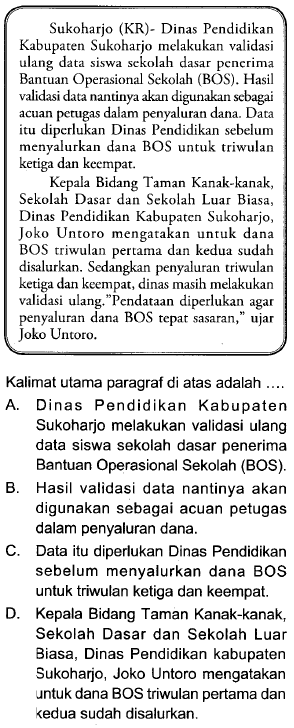 Sukoharjo (KR)- Dinas Pendidikan
Kabupaten Sukoharjo melakukan validasi
ulang data siswa sekolah dasar penerima
Bantuan Operasional Sekolah (BOS). Hasil
validasi data nantinya akan digunakan sebagai
acuan petugas dalam penyaluran dana. Data
itu diperlukan Dinas Pendidikan sebelum
menyalurkan dana BOS untuk triwulan
ketiga dan keempat.
Kepala Bidang Taman Kanak-kanak,
Sekolah Dasar dan Sekolah Luar Biasa,
Dinas Pendidikan Kabupaten Sukoharjo,
Joko Untoro mengatakan untuk dana
BOS triwulan pertama dan kedua sudah
disalurkan. Sedangkan penyaluran triwulan
ketiga dan keempat, dinas masih melakukan
validasi ulang."Pendataan diperlukan agar
penyaluran dana BOS tepat sasaran," ujar
Joko Untoro.
Kalimat utama paragraf di atas adalah ....
A. Dinas Pendidikan Kabupaten
Sukoharjo melakukan validasi ulang
data siswa sekolah dasar penerima
Bantuan Operasional Sekolah (BOS).
B. Hasil validasi data nantinya akan
digunakan sebagai acuan petugas
dalam penyaluran dana.
C. Data itu diperlukan Dinas Pendidikan
sebelum menyalurkan dana BOS
untuk triwulan ketiga dan keempat.
D. Kepala Bidang Taman Kanak-kanak,
Sekolah Dasar dan Sekolah Luar
Biasa, Dinas Pendidikan kabupaten
Sukoharjo, Joko Untoro mengatakan
untuk dana BOS triwulan pertama dan
kedua sudah disalurkan.